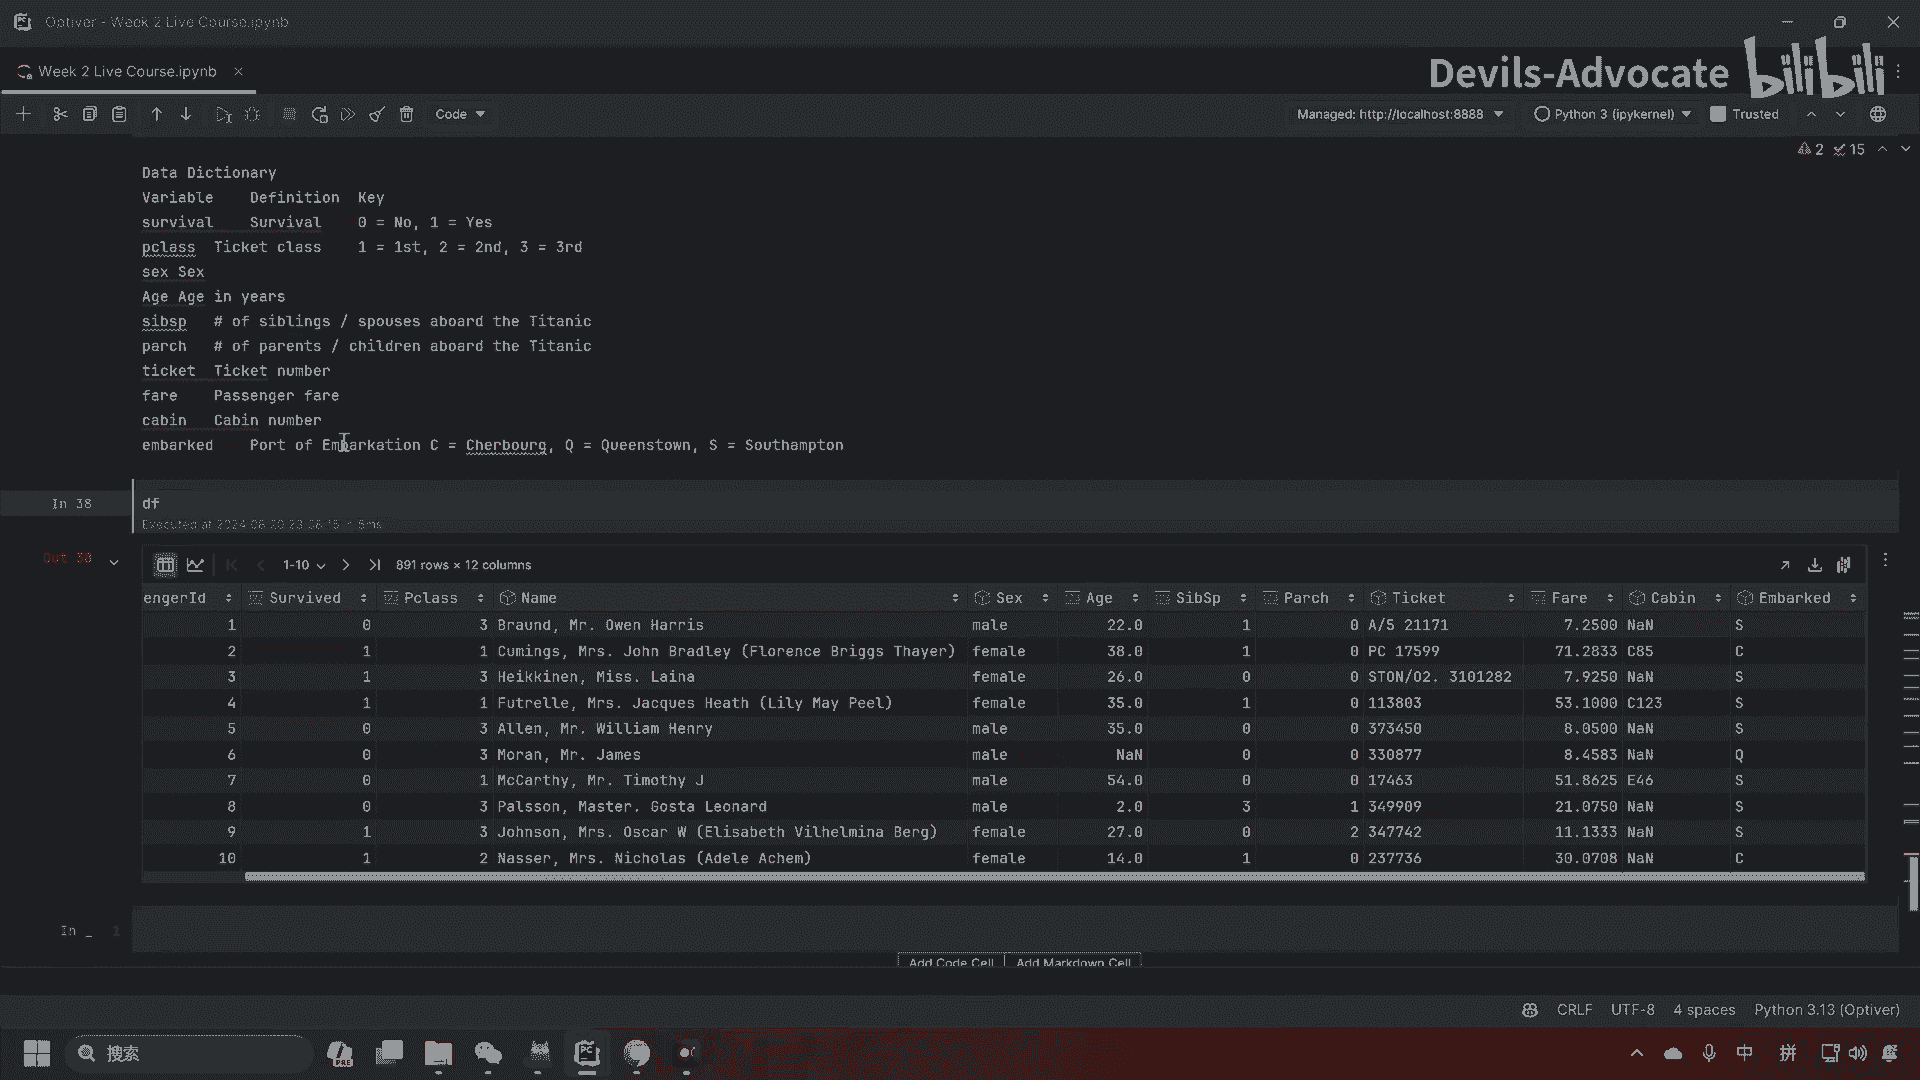 Optiver - Week 2 Live Course.ipynb
Week 2 Live Course.ipynb
Devils-Advocate bilibili
Code
Managed: http://localhost:8888
Python 3 (ipykernel)
Trusted
2 15
Data Dictionary
Variable Definition Key
survival Survival 0 = No, 1 = Yes
pclass Ticket class 1 = 1st, 2 = 2nd, 3 = 3rd
sex Sex
Age Age in years
sibsp # of siblings / spouses aboard the Titanic
parch # of parents / children aboard the Titanic
ticket Ticket number
fare Passenger fare
cabin Cabin number
embarked Port of Embarkation C = Cherbourg, Q = Queenstown, S = Southampton
In 38 df
Executed at 2024.08.20 5ms
Out 38
1-10 891 rows × 12 columns
engerId Survived Pclass Name Sex Age SibSp Parch Ticket Fare Cabin Embarked
1 0 3 Braund, Mr. Owen Harris male 22.0 1 0 A/5 21171 7.2500 NaN S
2 1 1 Cumings, Mrs. John Bradley (Florence Briggs Thayer) female 38.0 1 0 PC 17599 71.2833 C85 C
3 1 3 Heikkinen, Miss. Laina female 26.0 0 0 STON/O2. 3101282 7.9250 NaN S
4 1 1 Futrelle, Mrs. Jacques Heath (Lily May Peel) female 35.0 1 0 113803 53.1000 C123 S
5 0 3 Allen, Mr. William Henry male 35.0 0 0 373450 8.0500 NaN S
6 0 3 Moran, Mr. James male NaN 0 0 330877 8.4583 NaN Q
7 0 1 McCarthy, Mr. Timothy J male 54.0 0 0 17463 51.8625 E46 S
8 0 3 Palsson, Master. Gosta Leonard male 2.0 3 1 349909 21.0750 NaN S
9 1 3 Johnson, Mrs. Oscar W (Elisabeth Vilhelmina Berg) female 27.0 0 2 347742 11.1333 NaN S
10 1 2 Nasser, Mrs. Nicholas (Adele Achem) female 14.0 1 0 237736 30.0708 NaN C
In _ 1
Add Code Cell Add Markdown Cell
CRLF UTF-8 4 spaces Python 3.13 (Optiver)
搜索
PRE
PC
中
拼